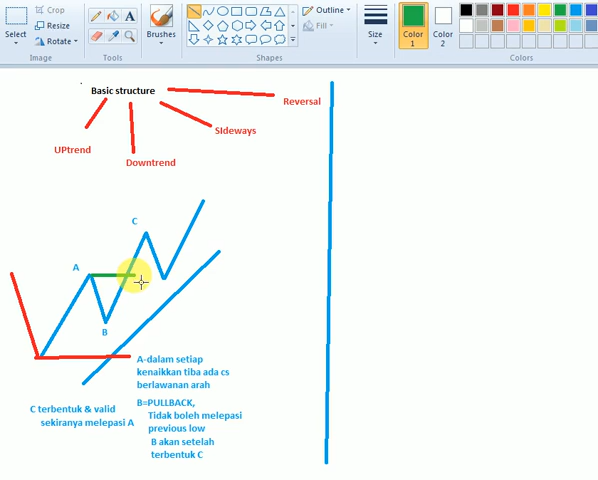 Crop
Resize
Select
Rotate
Image
Tools
Brushes
Shapes
Outline
Fill
Size
Color 1
Color 2
Colors
Basic structure
Reversal
SIdeways
UPtrend
Downtrend
C
A
B
A-dalam setiap
kenaikkan tiba ada cs
berlawanan arah
C terbentuk & valid
sekiranya melepasi A
B=PULLBACK,
Tidak boleh melepasi
previous low
B akan setelah
terbentuk C